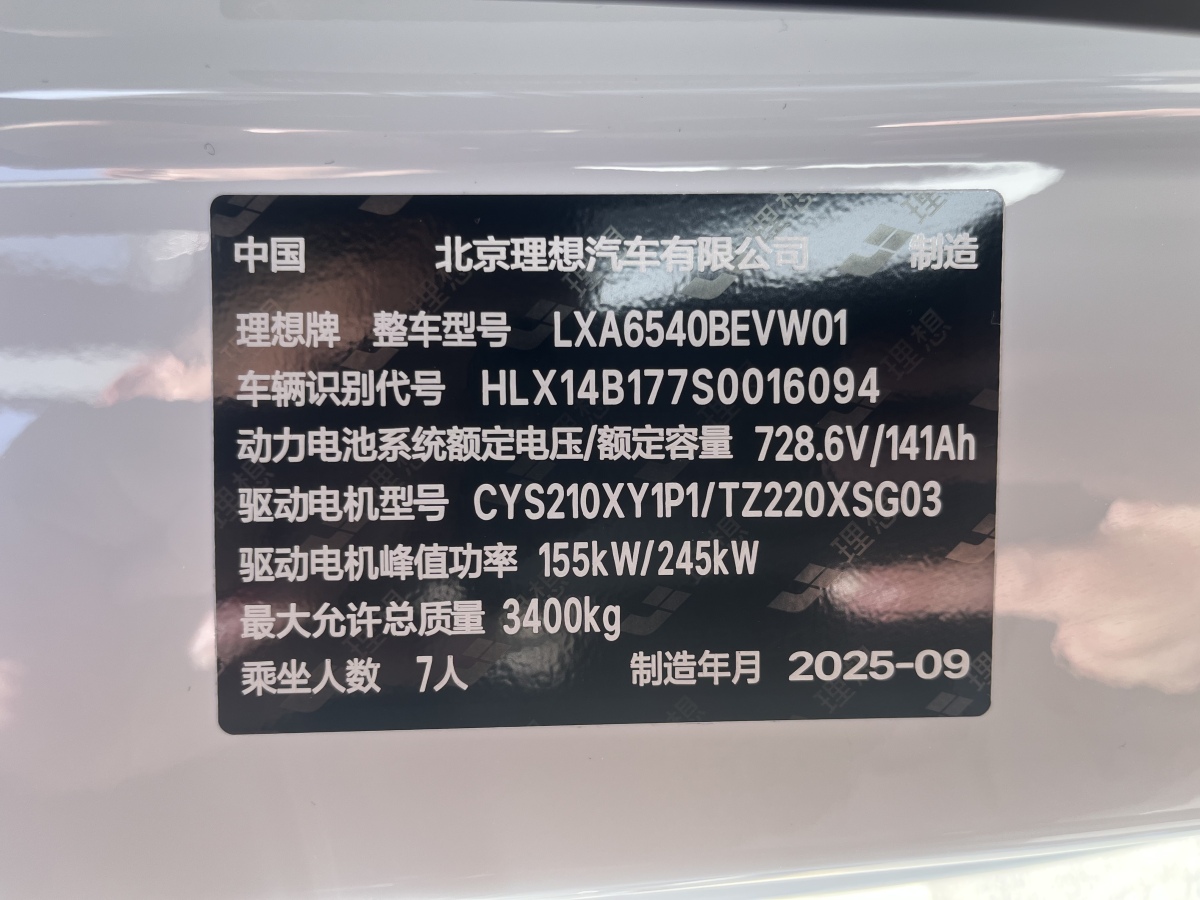 中国 北京理想汽车有限公司 制造
理想牌 整车型号 LXA6540BEVW01
车辆识别代号 HLX14B177S0016094
动力电池系统额定电压/额定容量 728.6V/141Ah
驱动电机型号 CYS210XY1P1/TZ220XSG03
驱动电机峰值功率 155kW/245kW
最大允许总质量 3400kg
乘坐人数 7人 制造年月 2025-09